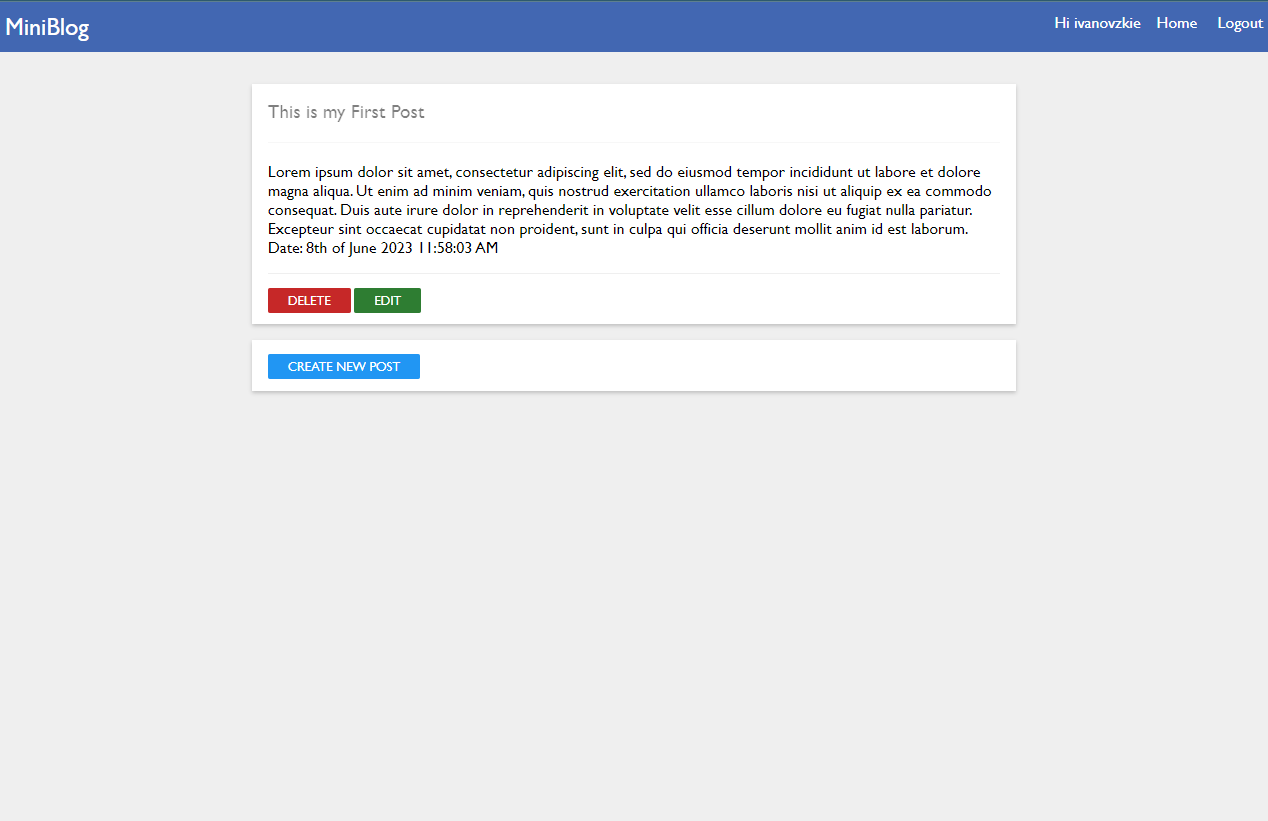 MiniBlog
Hi ivanovzkie Home Logout
This is my First Post
Lorem ipsum dolor sit amet, consectetur adipiscing elit, sed do eiusmod tempor incididunt ut labore et dolore
magna aliqua. Ut enim ad minim veniam, quis nostrud exercitation ullamco laboris nisi ut aliquip ex ea commodo
consequat. Duis aute irure dolor in reprehenderit in voluptate velit esse cillum dolore eu fugiat nulla pariatur.
Excepteur sint occaecat cupidatat non proident, sunt in culpa qui officia deserunt mollit anim id est laborum.
Date: 8th of June 2023 11:58:03 AM
DELETE EDIT
CREATE NEW POST